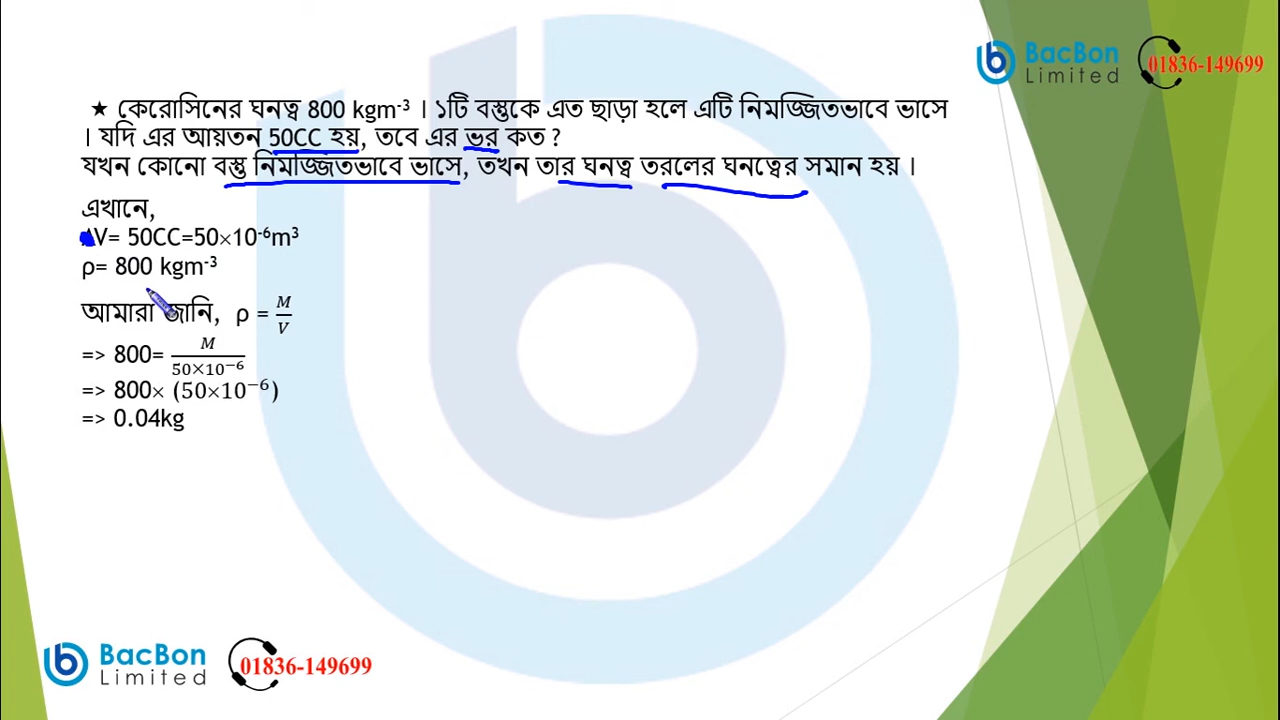 BacBon
Limited
01836-149699
★ কেরোসিনের ঘনত্ব 800 kgm⁻³ । ১টি বস্তুকে এত ছাড়া হলে এটি নিমজ্জিতভাবে ভাসে
। যদি এর আয়তন 50CC হয়, তবে এর ভর কত ?
যখন কোনো বস্তু নিমজ্জিতভাবে ভাসে, তখন তার ঘনত্ব তরলের ঘনত্বের সমান হয় ।
এখানে,
V= 50CC=50×10⁻⁶m³
ρ= 800 kgm⁻³
আমারা জানি, ρ = M/V
=> 800= M/50×10⁻⁶
=> 800× (50×10⁻⁶)
=> 0.04kg
BacBon
Limited
01836-149699